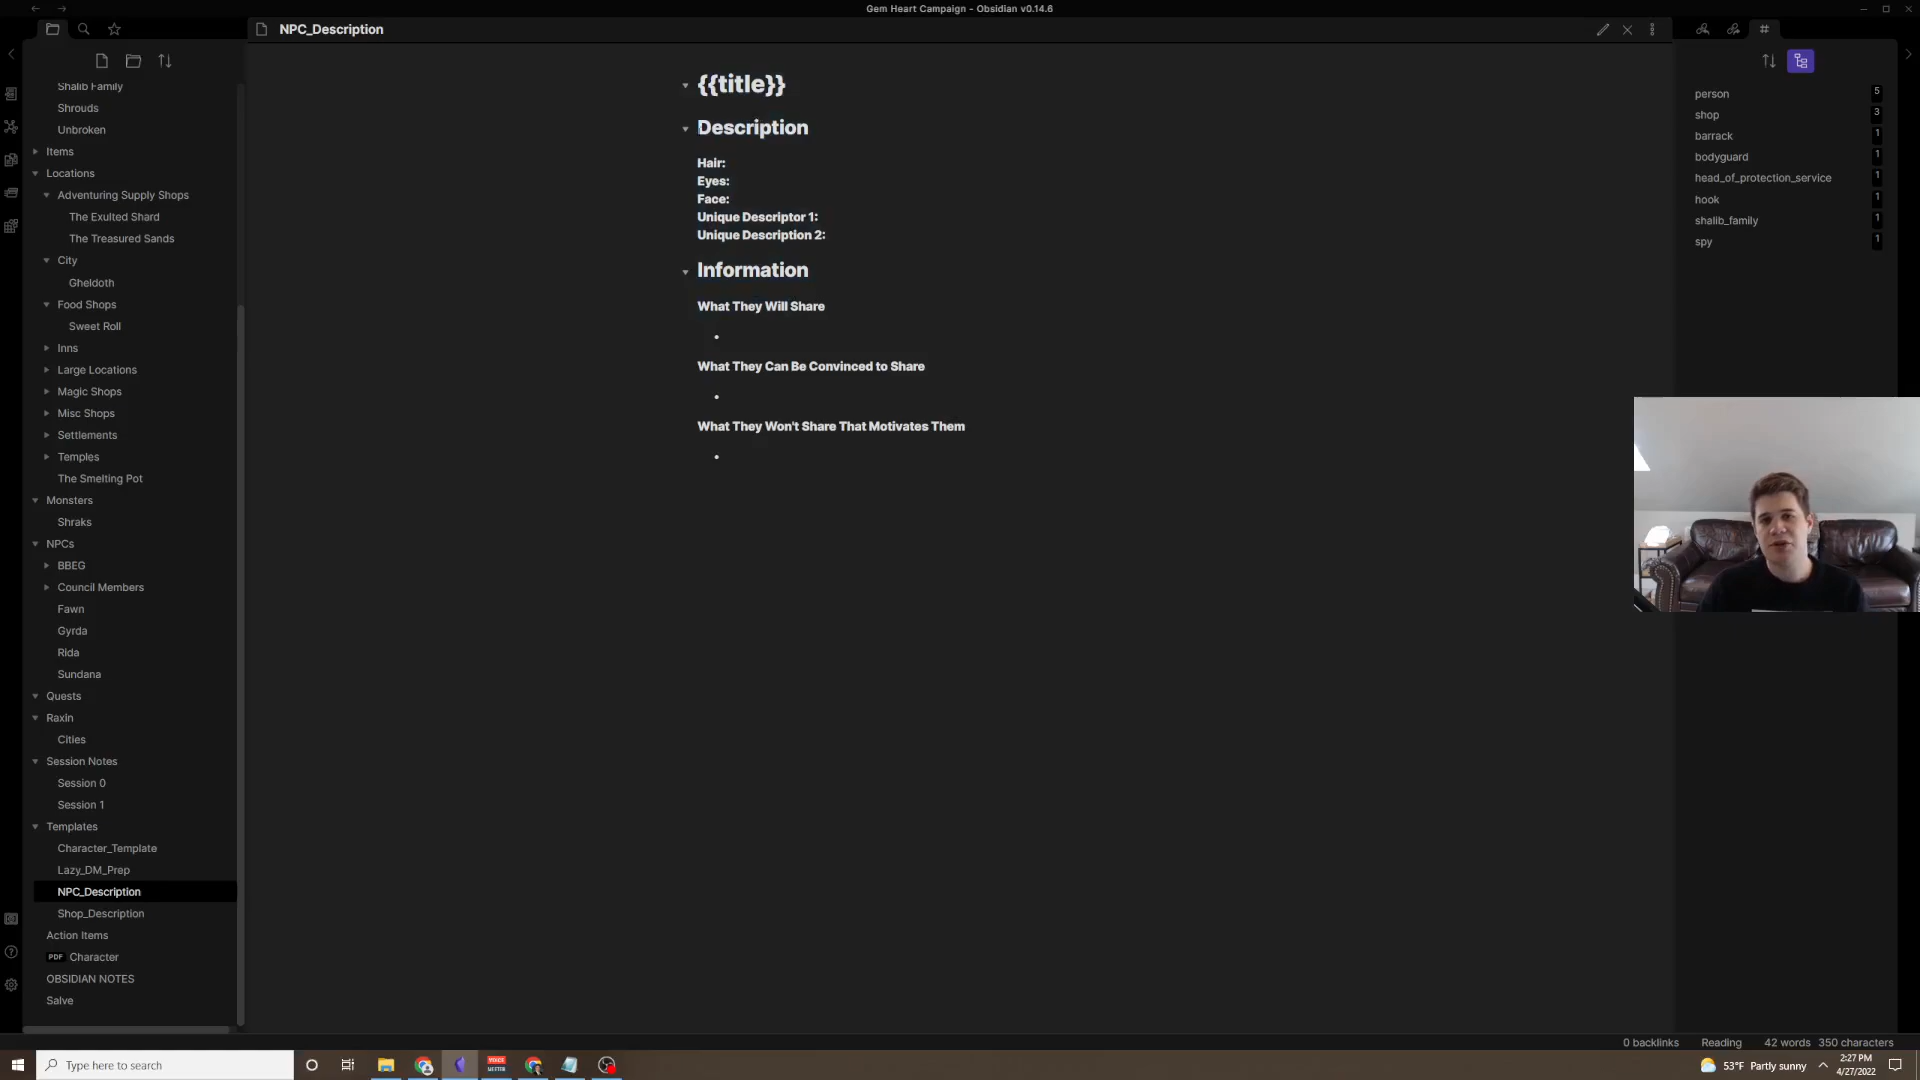 Gem Heart Campaign - Obsidian v0.14.6
NPC_Description
Shalib Family
Shrouds
Unbroken
Items
Locations
Adventuring Supply Shops
The Exulted Shard
The Treasured Sands
City
Gheldoth
Food Shops
Sweet Roll
Inns
Large Locations
Magic Shops
Misc Shops
Settlements
Temples
The Smelting Pot
Monsters
Shraks
NPCs
BBEG
Council Members
Fawn
Gyrda
Rida
Sundana
Quests
Raxin
Cities
Session Notes
Session 0
Session 1
Templates
Character_Template
Lazy_DM_Prep
NPC_Description
Shop_Description
Action Items
PDF Character
OBSIDIAN NOTES
Salve
{{title}}
Description
Hair:
Eyes:
Face:
Unique Descriptor 1:
Unique Description 2:
Information
What They Will Share
What They Can Be Convinced to Share
What They Won't Share That Motivates Them
person 5
shop 3
barrack 1
bodyguard 1
head_of_protection_service 1
hook 1
shalib_family 1
spy 1
0 backlinks Reading 42 words 350 characters
Type here to search
53°F Partly sunny
2:27 PM
4/27/2022